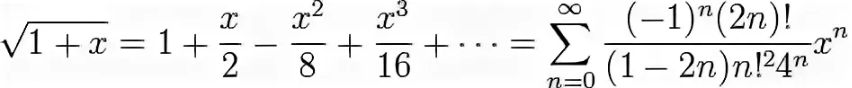 √1 + x = 1 + x/2 − x²/8 + x³/16 + ⋯ = ∑_{n=0}^{∞} (−1)ⁿ(2n)!/((1 − 2n)n!²4ⁿ) xⁿ